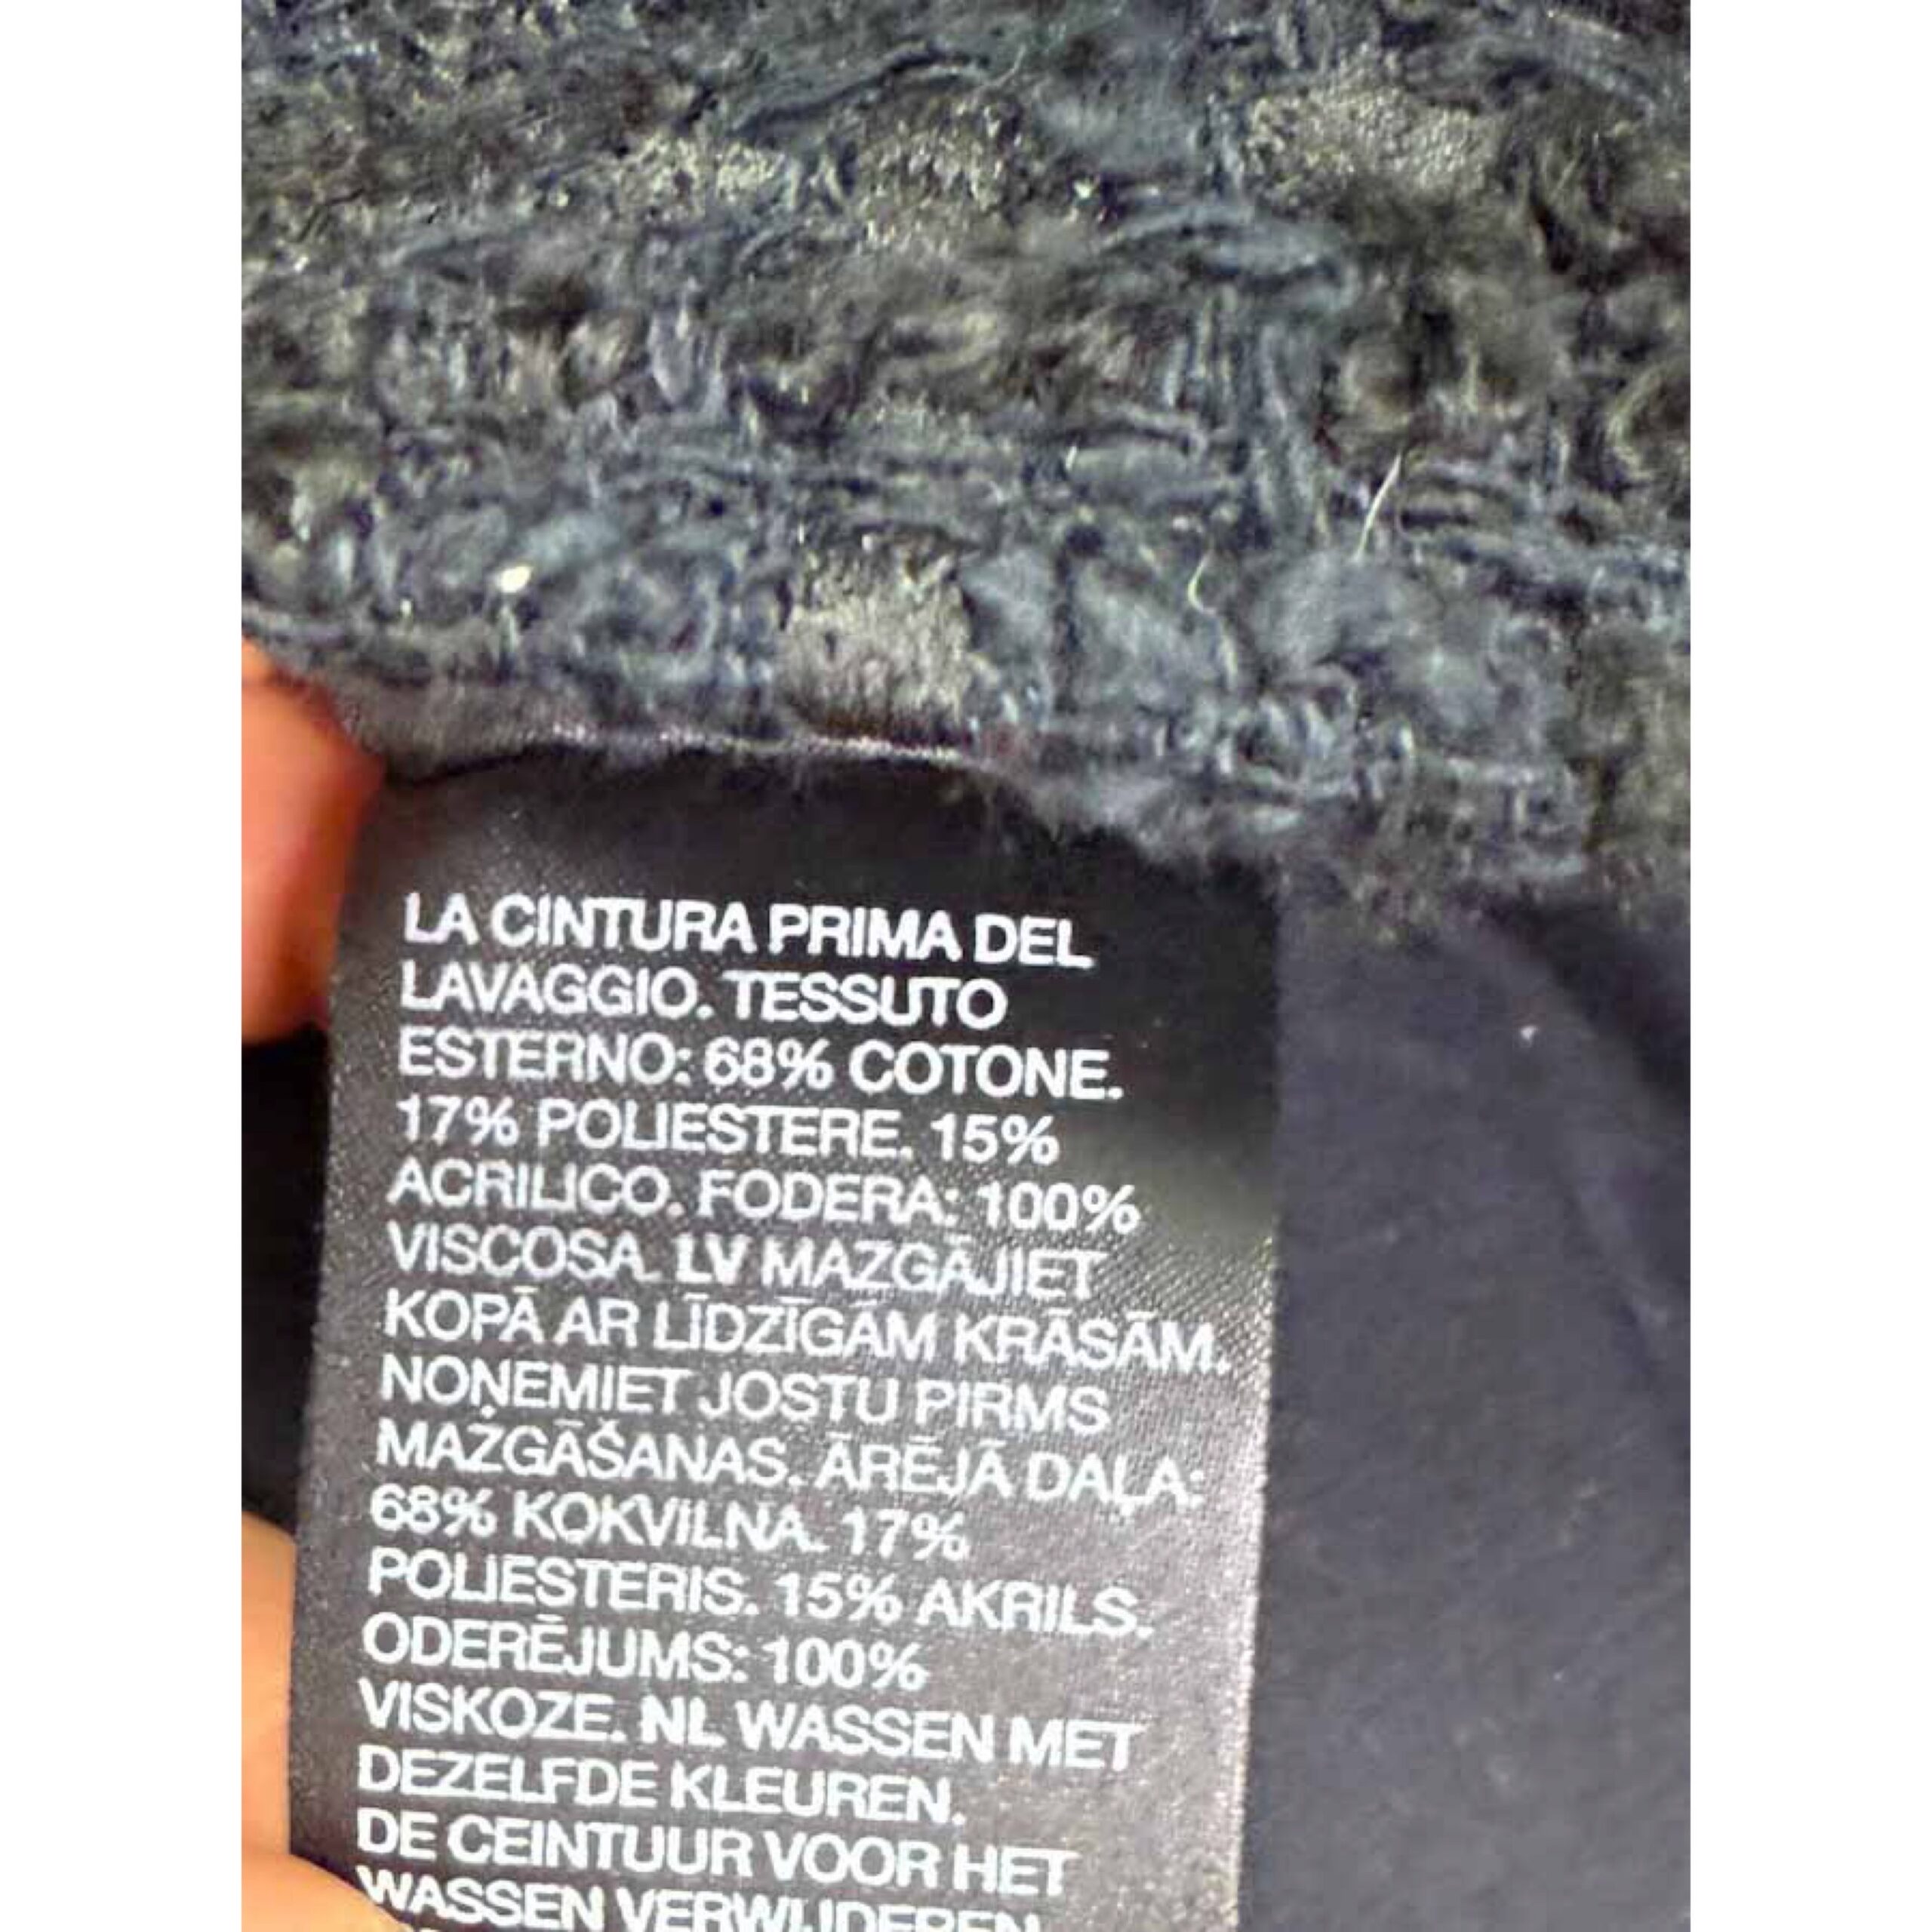 LA CINTURA PRIMA DEL
LAVAGGIO. TESSUTO
ESTERNO: 68% COTONE.
17% POLIESTERE. 15%
ACRILICO. FODERA: 100%
VISCOSA. LV MAZGĀJIET
KOPĀ AR LĪDZĪGĀM KRĀSĀM.
NOŅEMIET JOSTU PIRMS
MAZGĀŠANAS. ĀRĒJĀ DAĻA:
68% KOKVILNA. 17%
POLIESTERIS. 15% AKRILS.
ODERĒJUMS: 100%
VISKOZE. NL WASSEN MET
DEZELFDE KLEUREN.
DE CEINTUUR VOOR HET
WASSEN VERWIJDEREN